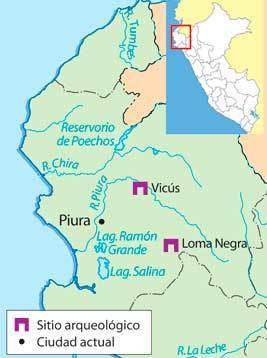 R.
Tumbes
Reservorio
de Poechos
R. Chira
R. Piura
Vicús
Piura
Lag. Ramón
Grande
Loma Negra
Lag. Salina
Sitio arqueológico
Ciudad actual
R. La Leche